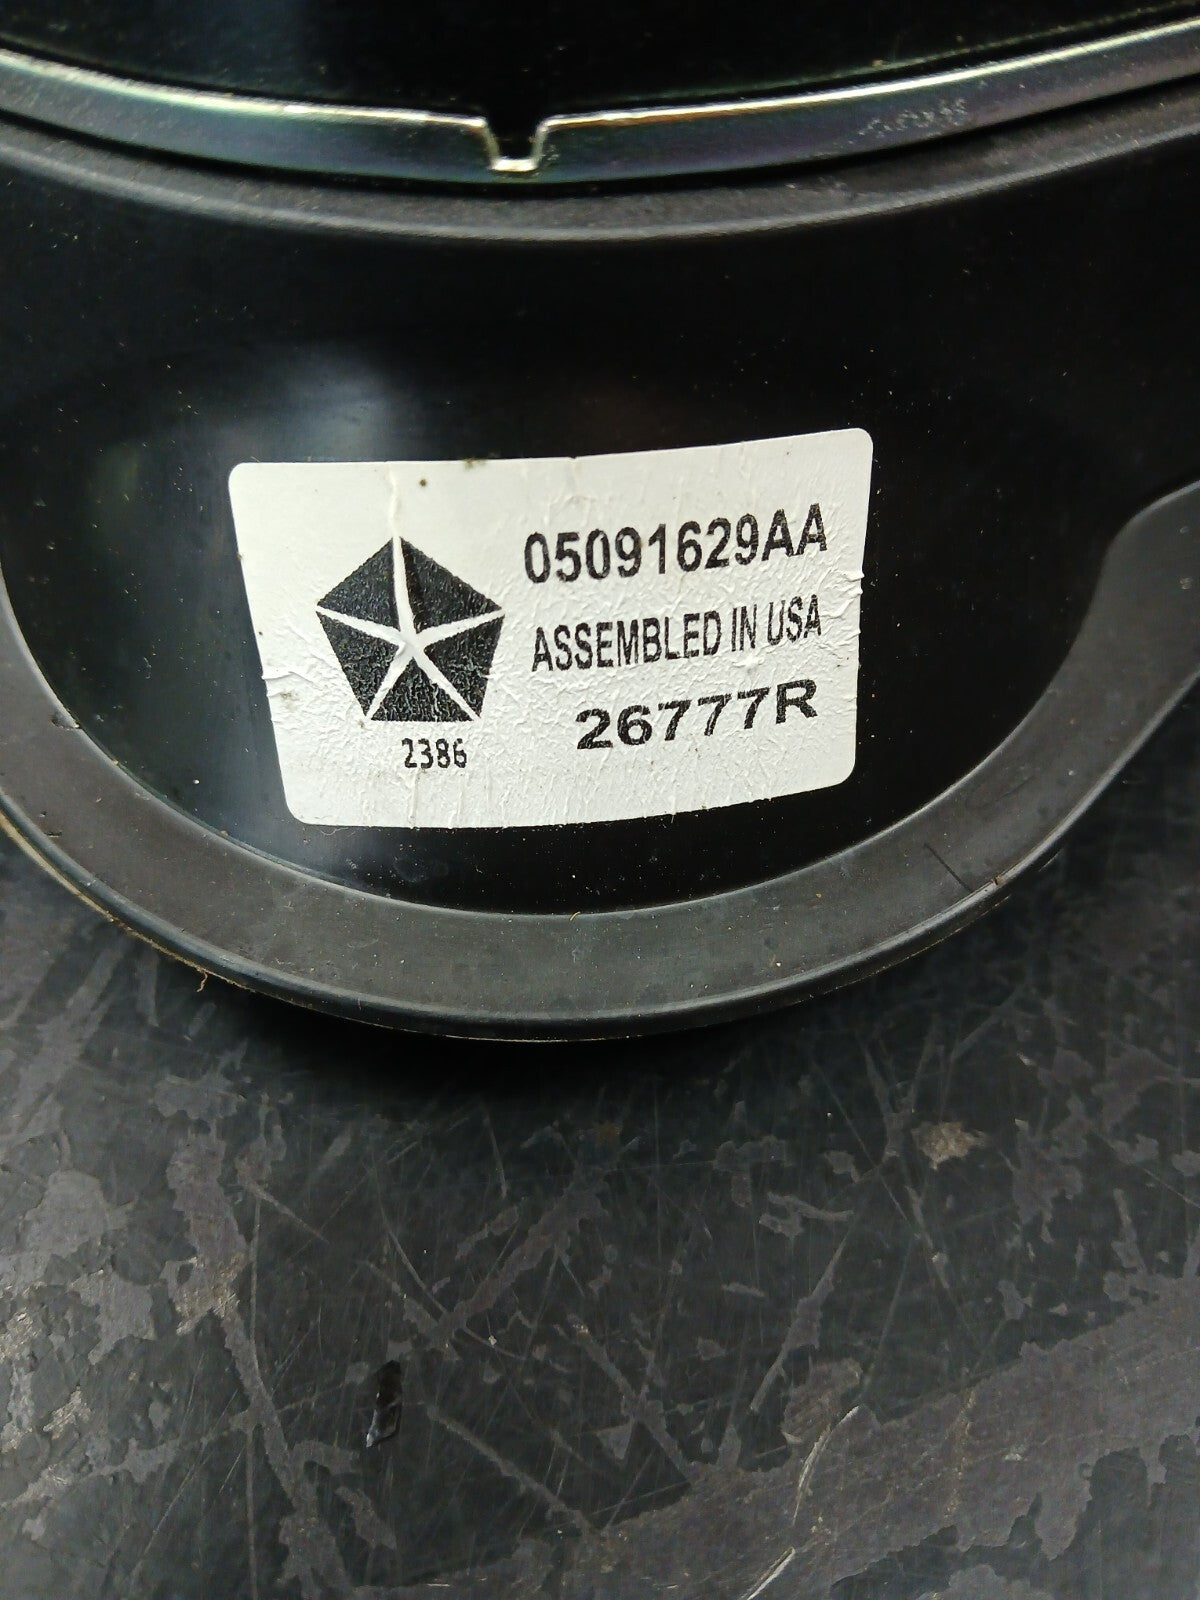 05091629AA
ASSEMBLED IN USA
26777R
2386